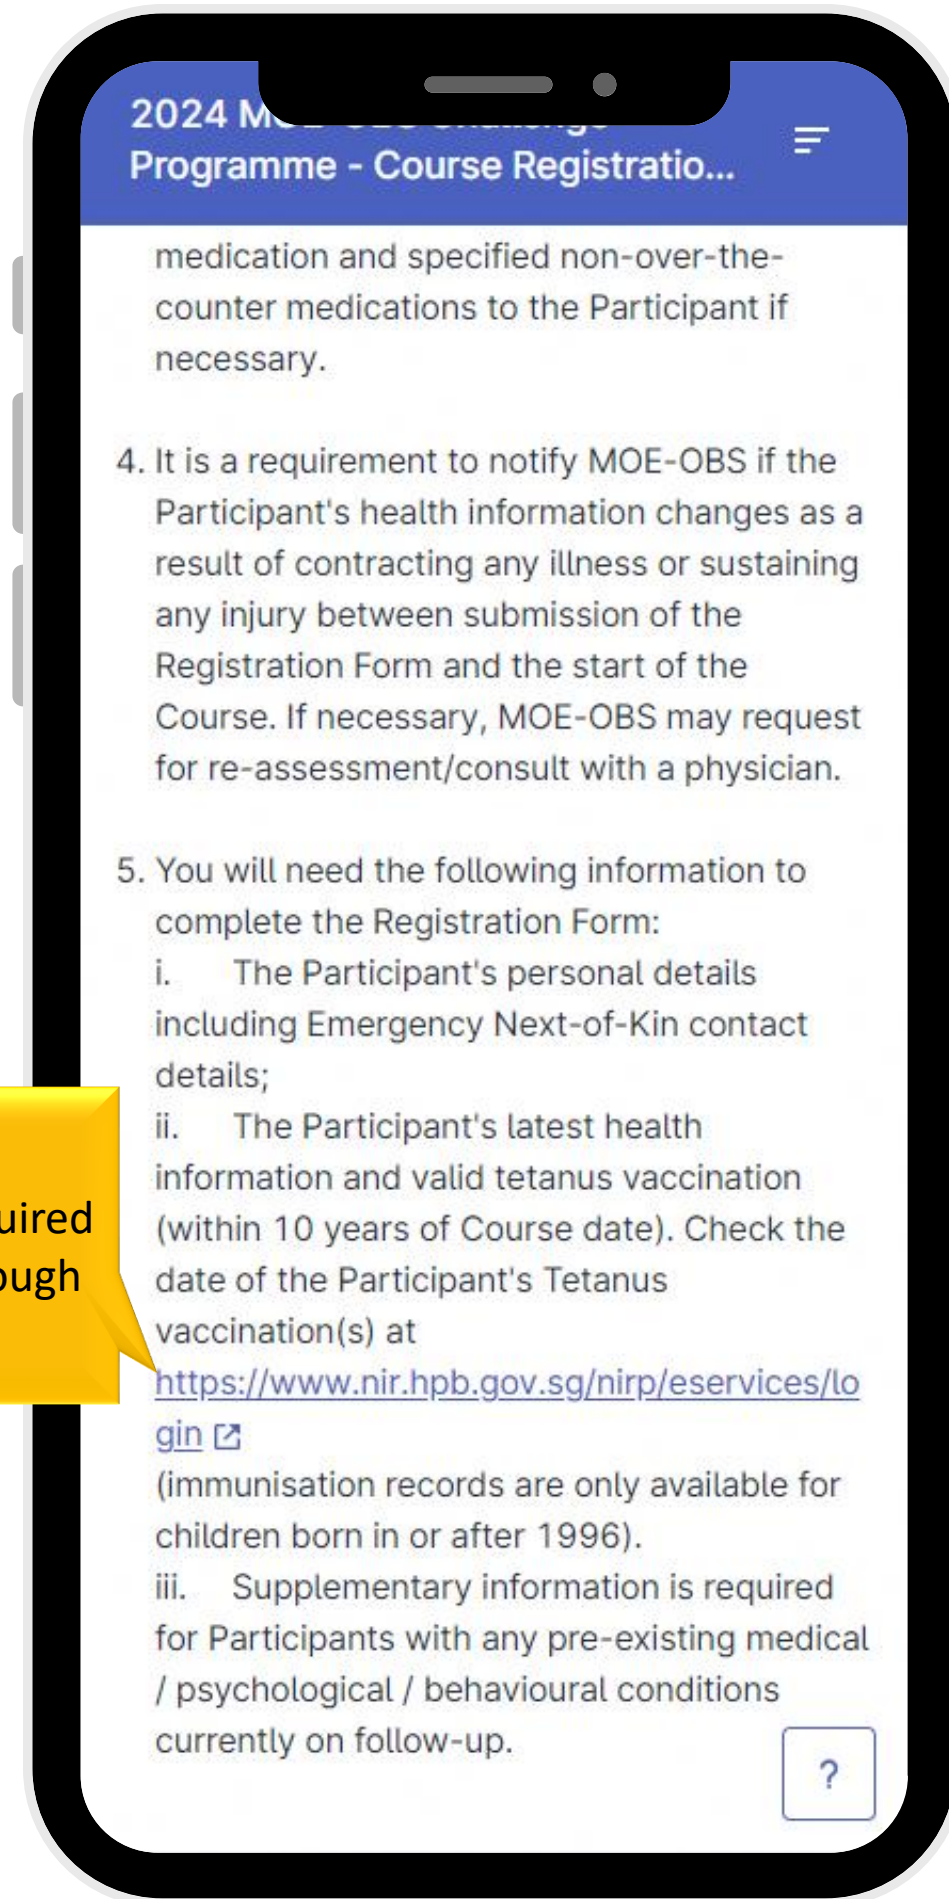 2024 MOE-OBS Challenge
Programme - Course Registratio...
medication and specified non-over-the-
counter medications to the Participant if
necessary.
4. It is a requirement to notify MOE-OBS if the
Participant's health information changes as a
result of contracting any illness or sustaining
any injury between submission of the
Registration Form and the start of the
Course. If necessary, MOE-OBS may request
for re-assessment/consult with a physician.
5. You will need the following information to
complete the Registration Form:
i. The Participant's personal details
including Emergency Next-of-Kin contact
details;
ii. The Participant's latest health
information and valid tetanus vaccination
(within 10 years of Course date). Check the
date of the Participant's Tetanus
vaccination(s) at
https://www.nir.hpb.gov.sg/nirp/eservices/lo
gin
(immunisation records are only available for
children born in or after 1996).
iii. Supplementary information is required
for Participants with any pre-existing medical
/ psychological / behavioural conditions
currently on follow-up.
?
uired
ough